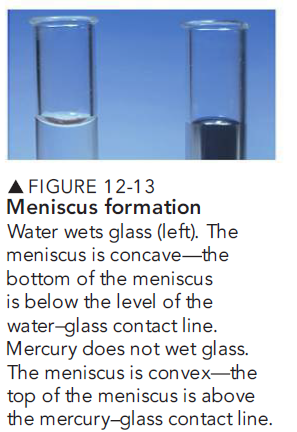 ▲ FIGURE 12-13
Meniscus formation
Water wets glass (left). The
meniscus is concave—the
bottom of the meniscus
is below the level of the
water–glass contact line.
Mercury does not wet glass.
The meniscus is convex—the
top of the meniscus is above
the mercury–glass contact line.